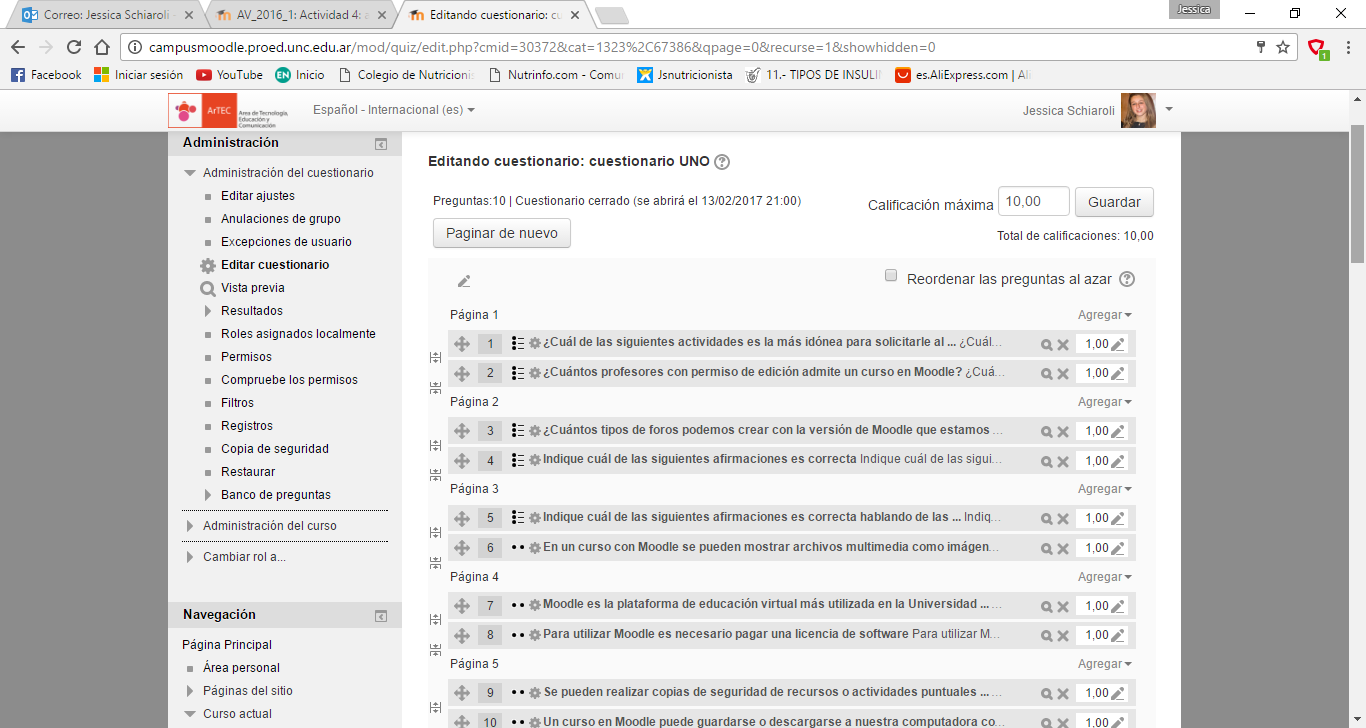 Correo: Jessica Schiaroli -
AV_2016_1: Actividad 4: a
Editando cuestionario: cu
Jessica
campusmoodle.proed.unc.edu.ar/mod/quiz/edit.php?cmid=30372&cat=1323%2C67386&qpage=0&recurse=1&showhidden=0
1
Facebook
Iniciar sesión
YouTube
EN Inicio
Colegio de Nutricionis
Nutrinfo.com - Comu
Jsnutricionista
11.- TIPOS DE INSULI
es.AliExpress.com | Ali
ArTEC
Área de Tecnología,
Educación y
Comunicación
Español - Internacional (es)
Jessica Schiaroli
Administración
Administración del cuestionario
Editar ajustes
Anulaciones de grupo
Excepciones de usuario
Editar cuestionario
Vista previa
Resultados
Roles asignados localmente
Permisos
Compruebe los permisos
Filtros
Registros
Copia de seguridad
Restaurar
Banco de preguntas
Administración del curso
Cambiar rol a...
Navegación
Página Principal
Área personal
Páginas del sitio
Curso actual
Editando cuestionario: cuestionario UNO ?
Preguntas:10 | Cuestionario cerrado (se abrirá el 13/02/2017 21:00)
Calificación máxima 10,00 Guardar
Paginar de nuevo
Total de calificaciones: 10,00
Reordenar las preguntas al azar ?
Página 1 Agregar
1 ¿Cuál de las siguientes actividades es la más idónea para solicitarle al ... ¿Cuál... 1,00
2 ¿Cuántos profesores con permiso de edición admite un curso en Moodle? ¿Cuá... 1,00
Página 2 Agregar
3 ¿Cuántos tipos de foros podemos crear con la versión de Moodle que estamos ... 1,00
4 Indique cuál de las siguientes afirmaciones es correcta Indique cuál de las sigui... 1,00
Página 3 Agregar
5 Indique cuál de las siguientes afirmaciones es correcta hablando de las ... Indiq... 1,00
6 En un curso con Moodle se pueden mostrar archivos multimedia como imágen... 1,00
Página 4 Agregar
7 Moodle es la plataforma de educación virtual más utilizada en la Universidad ... ... 1,00
8 Para utilizar Moodle es necesario pagar una licencia de software Para utilizar M... 1,00
Página 5 Agregar
9 Se pueden realizar copias de seguridad de recursos o actividades puntuales ... ... 1,00
10 Un curso en Moodle puede guardarse o descargarse a nuestra computadora co... 1,00